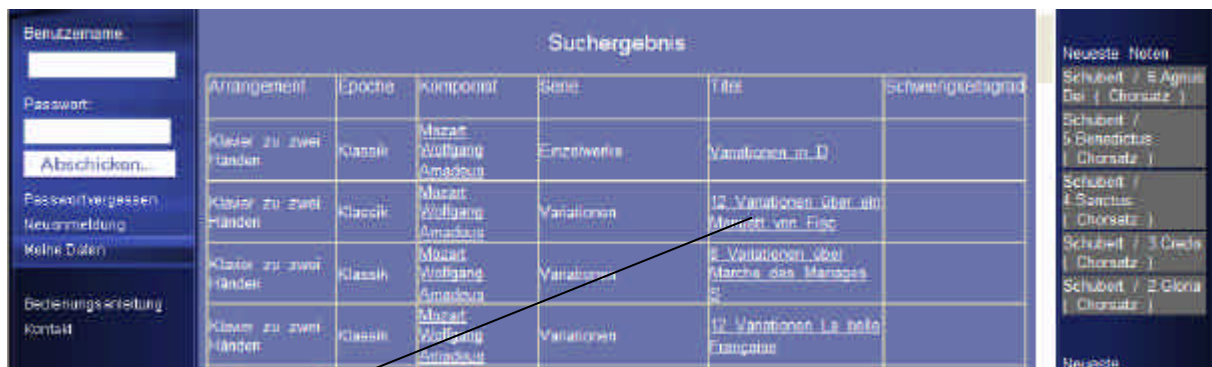 Benutzername:
Passwort:
Abschicken...
Passwort vergessen
Neuanmeldung
Meine Daten
Bedienungsanleitung
Kontakt
Suchergebnis
Arrangement Epoche Komponist Serie Titel Schwierigkeitsgrad
Klavier zu zwei
Händen
Klassik
Mozart
Wolfgang
Amadeus
Einzelwerke
Variationen in D
Klavier zu zwei
Händen
Klassik
Mozart
Wolfgang
Amadeus
Variationen
12 Variationen über ein
Menuett von Fisc
Klavier zu zwei
Händen
Klassik
Mozart
Wolfgang
Amadeus
Variationen
8 Variationen über
Marche des Mariages
S
Klavier zu zwei
Händen
Klassik
Mozart
Wolfgang
Amadeus
Variationen
12 Variationen La belle
Française
Neueste Noten
Schubert / 6.Agnus
Dei ( Chorsatz )
Schubert /
5.Benedictus
( Chorsatz )
Schubert /
4.Sanctus
( Chorsatz )
Schubert / 3.Credo
( Chorsatz )
Schubert / 2.Gloria
( Chorsatz )
Neueste